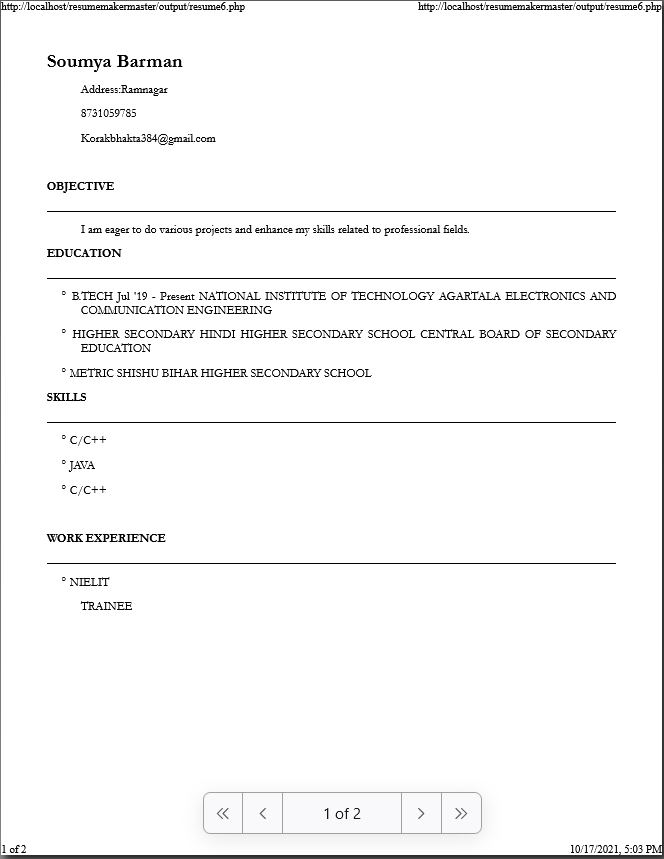 http://localhost/resumemakermaster/output/resume6.php http://localhost/resumemakermaster/output/resume6.php
Soumya Barman
Address:Ramnagar
8731059785
Korakbhakta384@gmail.com
OBJECTIVE
I am eager to do various projects and enhance my skills related to professional fields.
EDUCATION
° B.TECH Jul '19 - Present NATIONAL INSTITUTE OF TECHNOLOGY AGARTALA ELECTRONICS AND
COMMUNICATION ENGINEERING
° HIGHER SECONDARY HINDI HIGHER SECONDARY SCHOOL CENTRAL BOARD OF SECONDARY
EDUCATION
° METRIC SHISHU BIHAR HIGHER SECONDARY SCHOOL
SKILLS
° C/C++
° JAVA
° C/C++
WORK EXPERIENCE
° NIELIT
TRAINEE
1 of 2
1 of 2 10/17/2021, 5:03 PM